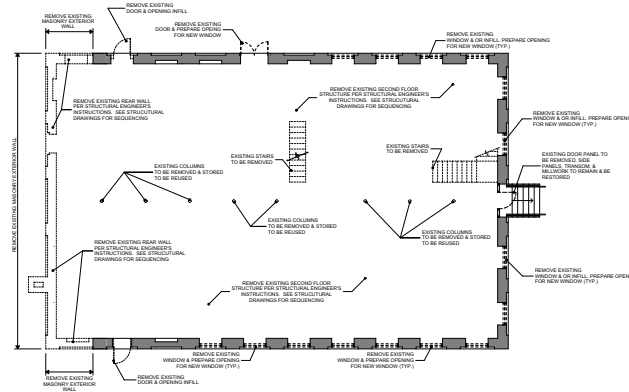 REMOVE EXISTING
MASONRY EXTERIOR
WALL
REMOVE EXISTING
DOOR & OPENING INFILL
REMOVE EXISTING
DOOR & PREPARE OPENING
FOR NEW WINDOW
REMOVE EXISTING
WINDOW & OR INFILL. PREPARE OPENING
FOR NEW WINDOW (TYP.)
REMOVE EXISTING REAR WALL
PER STRUCTURAL ENGINEER'S
INSTRUCTIONS. SEE STRUCUTRAL
DRAWINGS FOR SEQUENCING
REMOVE EXISTING SECOND FLOOR
STRUCTURE PER STRUCTURAL ENGINEER'S
INSTRUCTIONS. SEE STRUCUTRAL
DRAWINGS FOR SEQUENCING
REMOVE EXISTING
WINDOW & OR INFILL. PREPARE OPENI
FOR NEW WINDOW (TYP.)
EXISTING STAIRS
TO BE REMOVED
EXISTING STAIRS
TO BE REMOVED
EXISTING DOOR PANEL TO
BE REMOVED, SIDE
PANELS, TRANSOM, &
MILLWORK TO REMAIN & BE
RESTORED
EXISTING COLUMNS
TO BE REMOVED & STORED
TO BE REUSED
EXISTING COLUMNS
TO BE REMOVED & STORED
TO BE REUSED
EXISTING COLUMNS
TO BE REMOVED & STORED
TO BE REUSED
REMOVE EXISTING MASONRY EXTERIOR WALL
REMOVE EXISTING REAR WALL
PER STRUCTURAL ENGINEER'S
INSTRUCTIONS. SEE STRUCUTRAL
DRAWINGS FOR SEQUENCING
REMOVE EXISTING SECOND FLOOR
STRUCTURE PER STRUCTURAL ENGINEER'S
INSTRUCTIONS. SEE STRUCUTRAL
DRAWINGS FOR SEQUENCING
REMOVE EXISTING
WINDOW & OR INFILL. PREPARE OPEN
FOR NEW WINDOW (TYP.)
REMOVE EXISTING
WINDOW & PREPARE OPENING
FOR NEW WINDOW (TYP.)
REMOVE EXISTING
WINDOW & PREPARE OPENING
FOR NEW WINDOW (TYP.)
REMOVE EXISTING
MASONRY EXTERIOR
WALL
REMOVE EXISTING
DOOR & OPENING INFILL